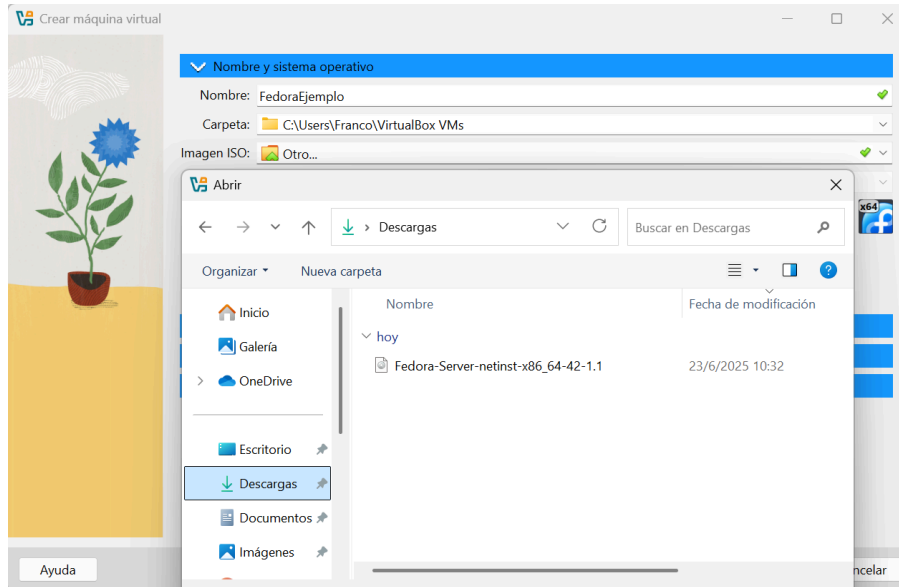 Crear máquina virtual
Nombre y sistema operativo
Nombre: FedoraEjemplo
Carpeta: C:\Users\Franco\VirtualBox VMs
Imagen ISO: Otro...
Abrir
x64
Descargas
Buscar en Descargas
Organizar Nueva carpeta
Nombre Fecha de modificación
Inicio
hoy
Galería
Fedora-Server-netinst-x86_64-42-1.1 23/6/2025 10:32
OneDrive
Escritorio
Descargas
Documentos
Imágenes
Ayuda
ncelar